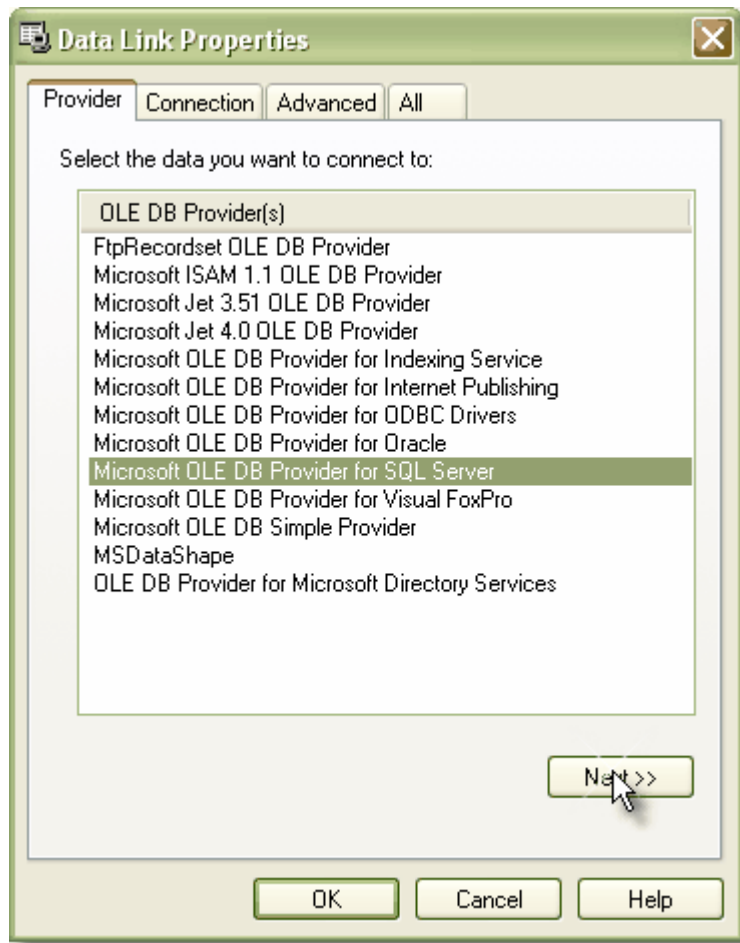 Data Link Properties
Provider Connection Advanced All
Select the data you want to connect to:
OLE DB Provider(s)
FtpRecordset OLE DB Provider
Microsoft ISAM 1.1 OLE DB Provider
Microsoft Jet 3.51 OLE DB Provider
Microsoft Jet 4.0 OLE DB Provider
Microsoft OLE DB Provider for Indexing Service
Microsoft OLE DB Provider for Internet Publishing
Microsoft OLE DB Provider for ODBC Drivers
Microsoft OLE DB Provider for Oracle
Microsoft OLE DB Provider for SQL Server
Microsoft OLE DB Provider for Visual FoxPro
Microsoft OLE DB Simple Provider
MSDataShape
OLE DB Provider for Microsoft Directory Services
Next >>
OK Cancel Help